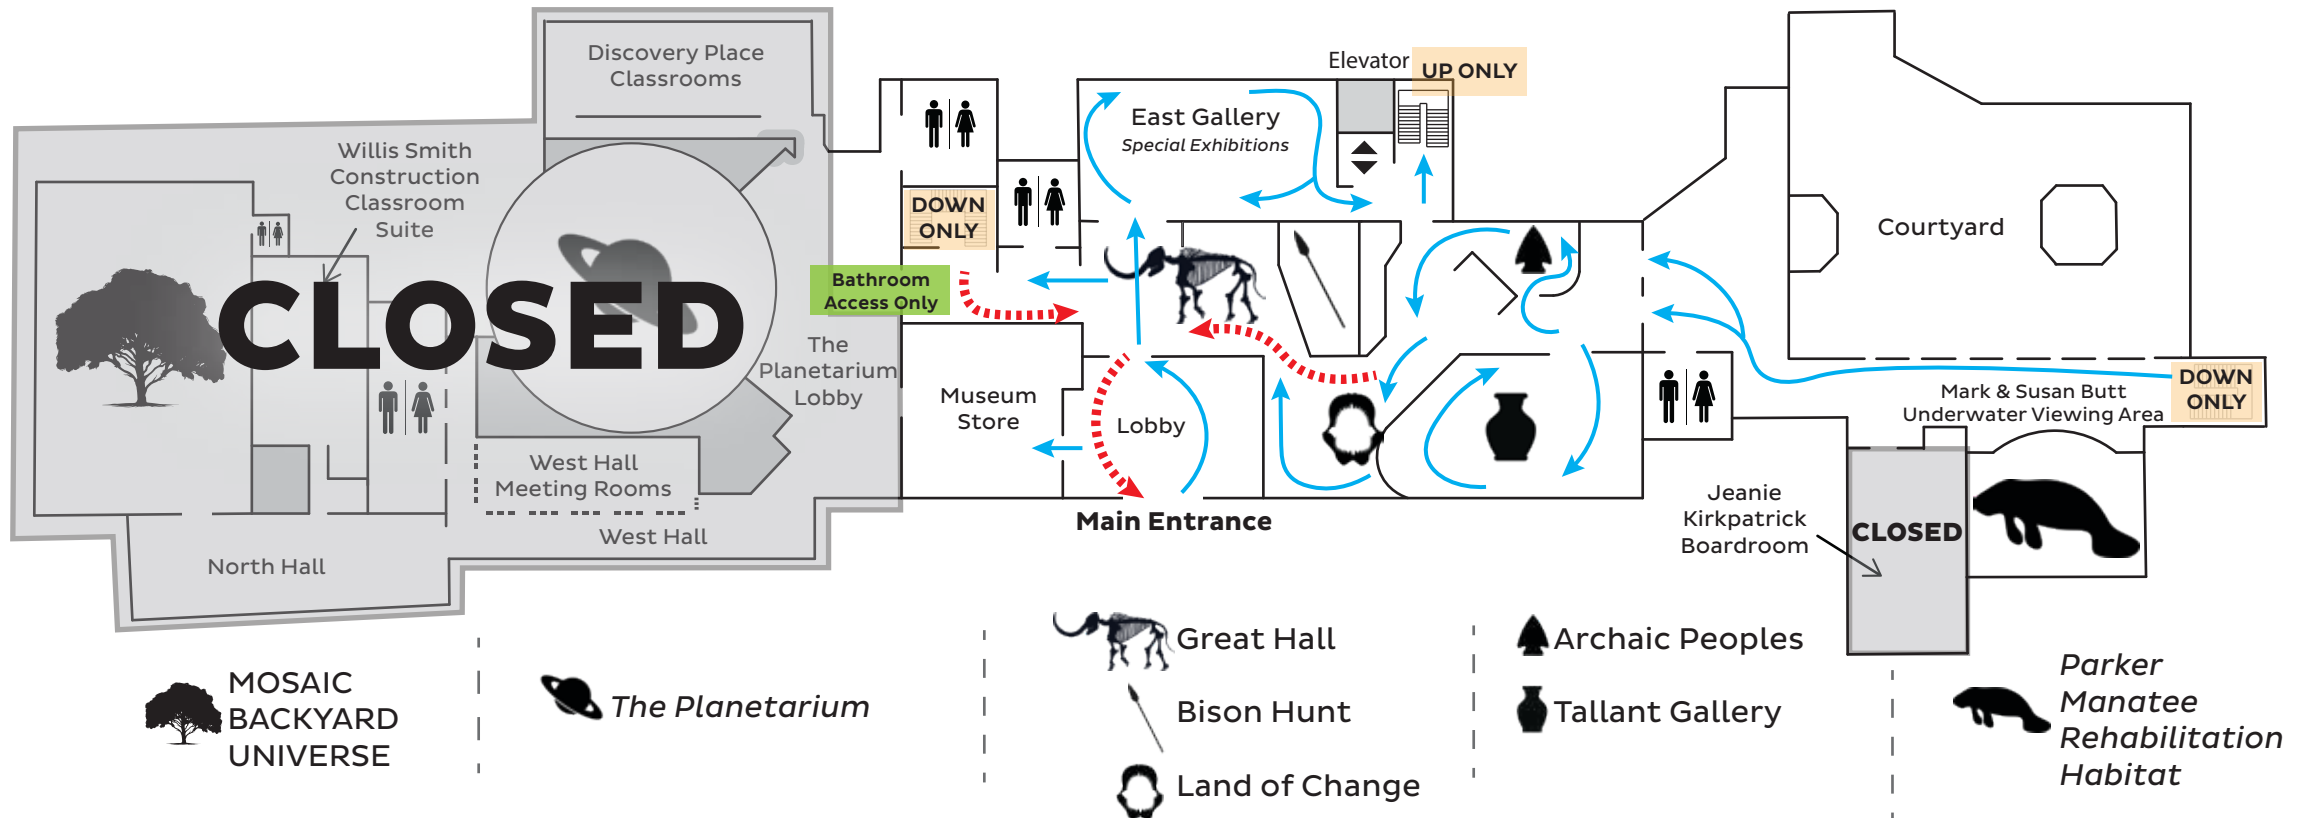 Discovery Place
Classrooms
Willis Smith
Construction
Classroom
Suite
CLOSED
The
Planetarium
Lobby
West Hall
Meeting Rooms
West Hall
North Hall
DOWN
ONLY
Bathroom
Access Only
Museum
Store
Lobby
Main Entrance
East Gallery
Special Exhibitions
Elevator
UP ONLY
Courtyard
Mark & Susan Butt
Underwater Viewing Area
DOWN
ONLY
Jeanie
Kirkpatrick
Boardroom
CLOSED
MOSAIC
BACKYARD
UNIVERSE
The Planetarium
Great Hall
Bison Hunt
Land of Change
Archaic Peoples
Tallant Gallery
Parker
Manatee
Rehabilitation
Habitat